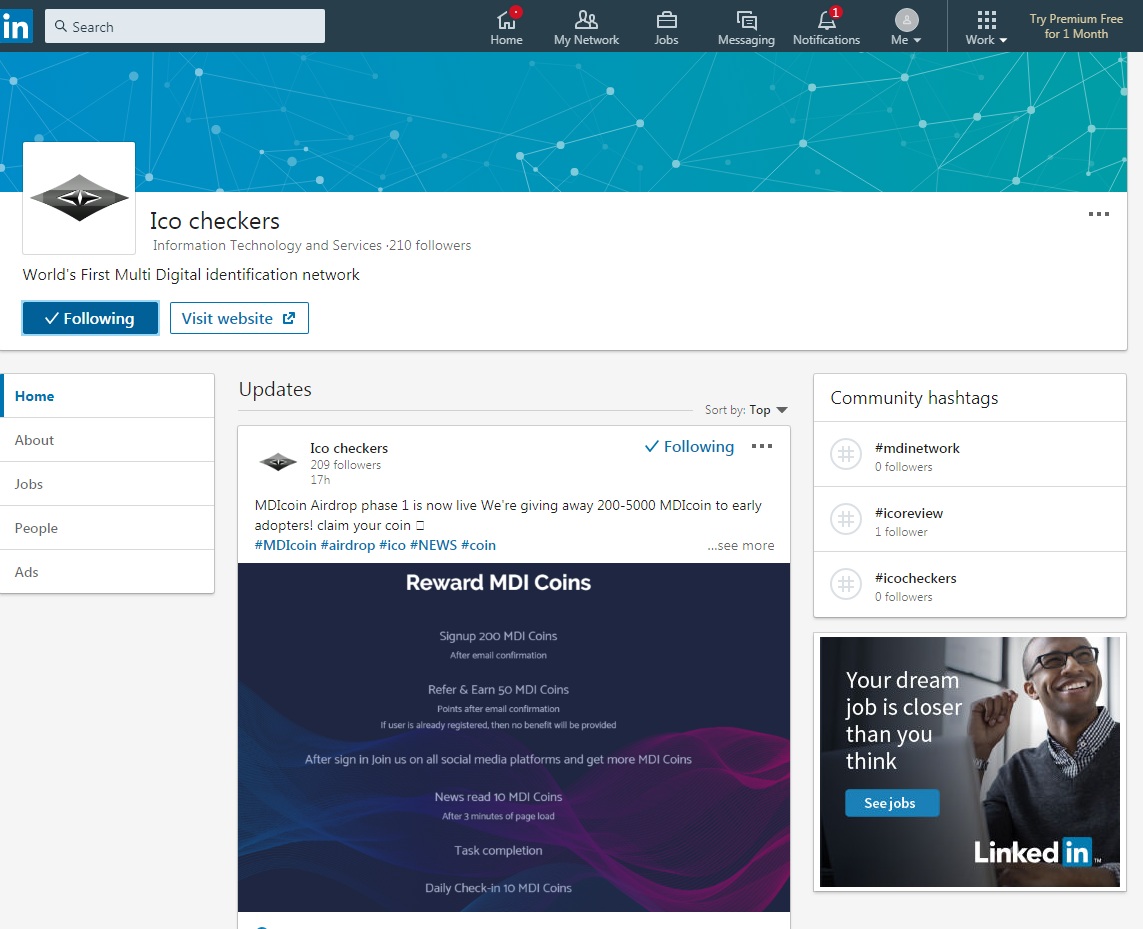 in
Search
Home
My Network
Jobs
Messaging
1
Notifications
Me
Work
Try Premium Free
for 1 Month
Ico checkers
Information Technology and Services ·210 followers
World's First Multi Digital identification network
Following
Visit website
Home
About
Jobs
People
Ads
Updates
Sort by: Top
Ico checkers
209 followers
17h
Following
MDIcoin Airdrop phase 1 is now live We're giving away 200-5000 MDIcoin to early
adopters! claim your coin
#MDIcoin #airdrop #ico #NEWS #coin
...see more
Reward MDI Coins
Signup 200 MDI Coins
After email confirmation
Refer & Earn 50 MDI Coins
Points after email confirmation
If user is already registered, then no benefit will be provided
After sign in Join us on all social media platforms and get more MDI Coins
News read 10 MDI Coins
After 3 minutes of page load
Task completion
Daily Check-in 10 MDI Coins
Community hashtags
#mdinetwork
0 followers
#icoreview
1 follower
#icocheckers
0 followers
Your dream
job is closer
than you
think
See jobs
Linked in ™